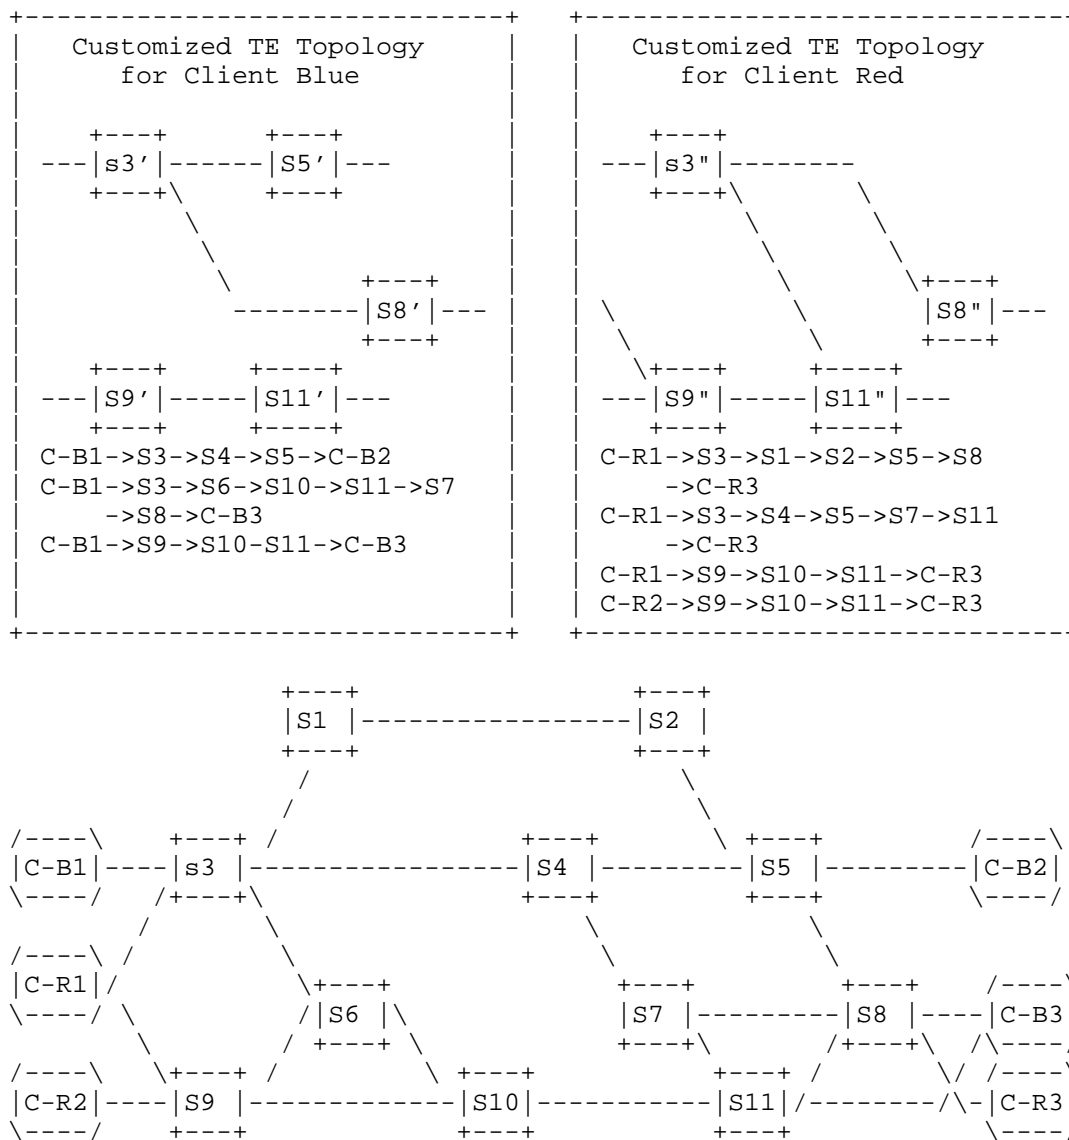 +------------------------------+   +------------------------------
|   Customized TE Topology     |   |   Customized TE Topology
|      for Client Blue         |   |      for Client Red
|                              |   |
|    +---+       +---+         |   |    +---+
| ---|s3'|------|S5'|---       |   | ---|s3"|--------
|    +---+\      +---+         |   |    +---+\        \
|          \                   |   |          \        \
|           \                  |   |           \        \
|            \        +---+    |   |            \        \+---+
|             --------|S8'|--- |   | \           \        |S8"|---
|                     +---+    |   |  \           \       +---+
|    +---+     +----+          |   |   \+---+     +----+
| ---|S9'|-----|S11'|---       |   | ---|S9"|-----|S11"|---
|    +---+     +----+          |   |    +---+     +----+
| C-B1->S3->S4->S5->C-B2       |   | C-R1->S3->S1->S2->S5->S8
| C-B1->S3->S6->S10->S11->S7   |   |     ->C-R3
|     ->S8->C-B3               |   | C-R1->S3->S4->S5->S7->S11
| C-B1->S9->S10-S11->C-B3      |   |     ->C-R3
|                              |   | C-R1->S9->S10->S11->C-R3
|                              |   | C-R2->S9->S10->S11->C-R3
+------------------------------+   +------------------------------
                +---+                 +---+
                |S1 |-----------------|S2 |
                +---+                 +---+
                 /                       \
                /                         \
/----\    +---+ /                 +---+      \ +---+         /----\
|C-B1|----|s3 |------------------|S4 |---------|S5 |---------|C-B2|
\----/   /+---+\                 +---+         +---+         \----/
        /       \                    \             \
/----\ /         \                    \             \
|C-R1|/           \+---+               +---+         +---+    /----\
\----/ \          /|S6 |\              |S7 |---------|S8 |----|C-B3|
        \        / +---+ \             +---+\       /+---+\  /\----/
/----\   \+---+ /         \+---+             +---+ /       \/ /----\
|C-R2|----|S9 |------------|S10|-------------|S11|/--------/\-|C-R3|
\----/    +---+            +---+             +---+            \----/